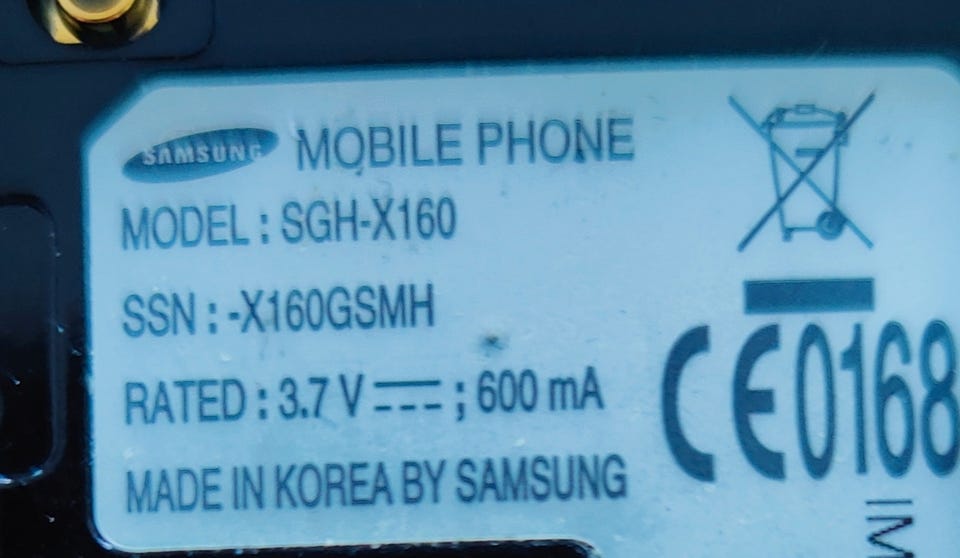 SAMSUNG MOBILE PHONE
MODEL : SGH-X160
SSN : -X160GSMH
RATED : 3.7 V ⎓ ; 600 mA
MADE IN KOREA BY SAMSUNG
CE0168
IM